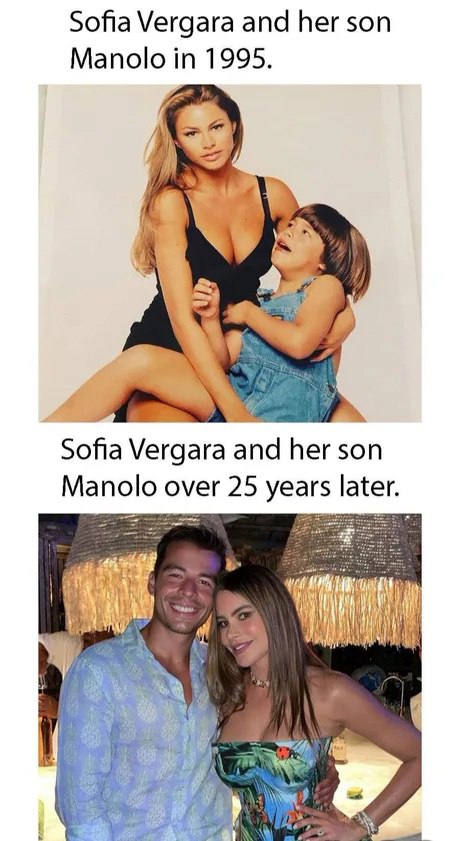 Sofia Vergara and her son
Manolo in 1995.
Sofia Vergara and her son
Manolo over 25 years later.